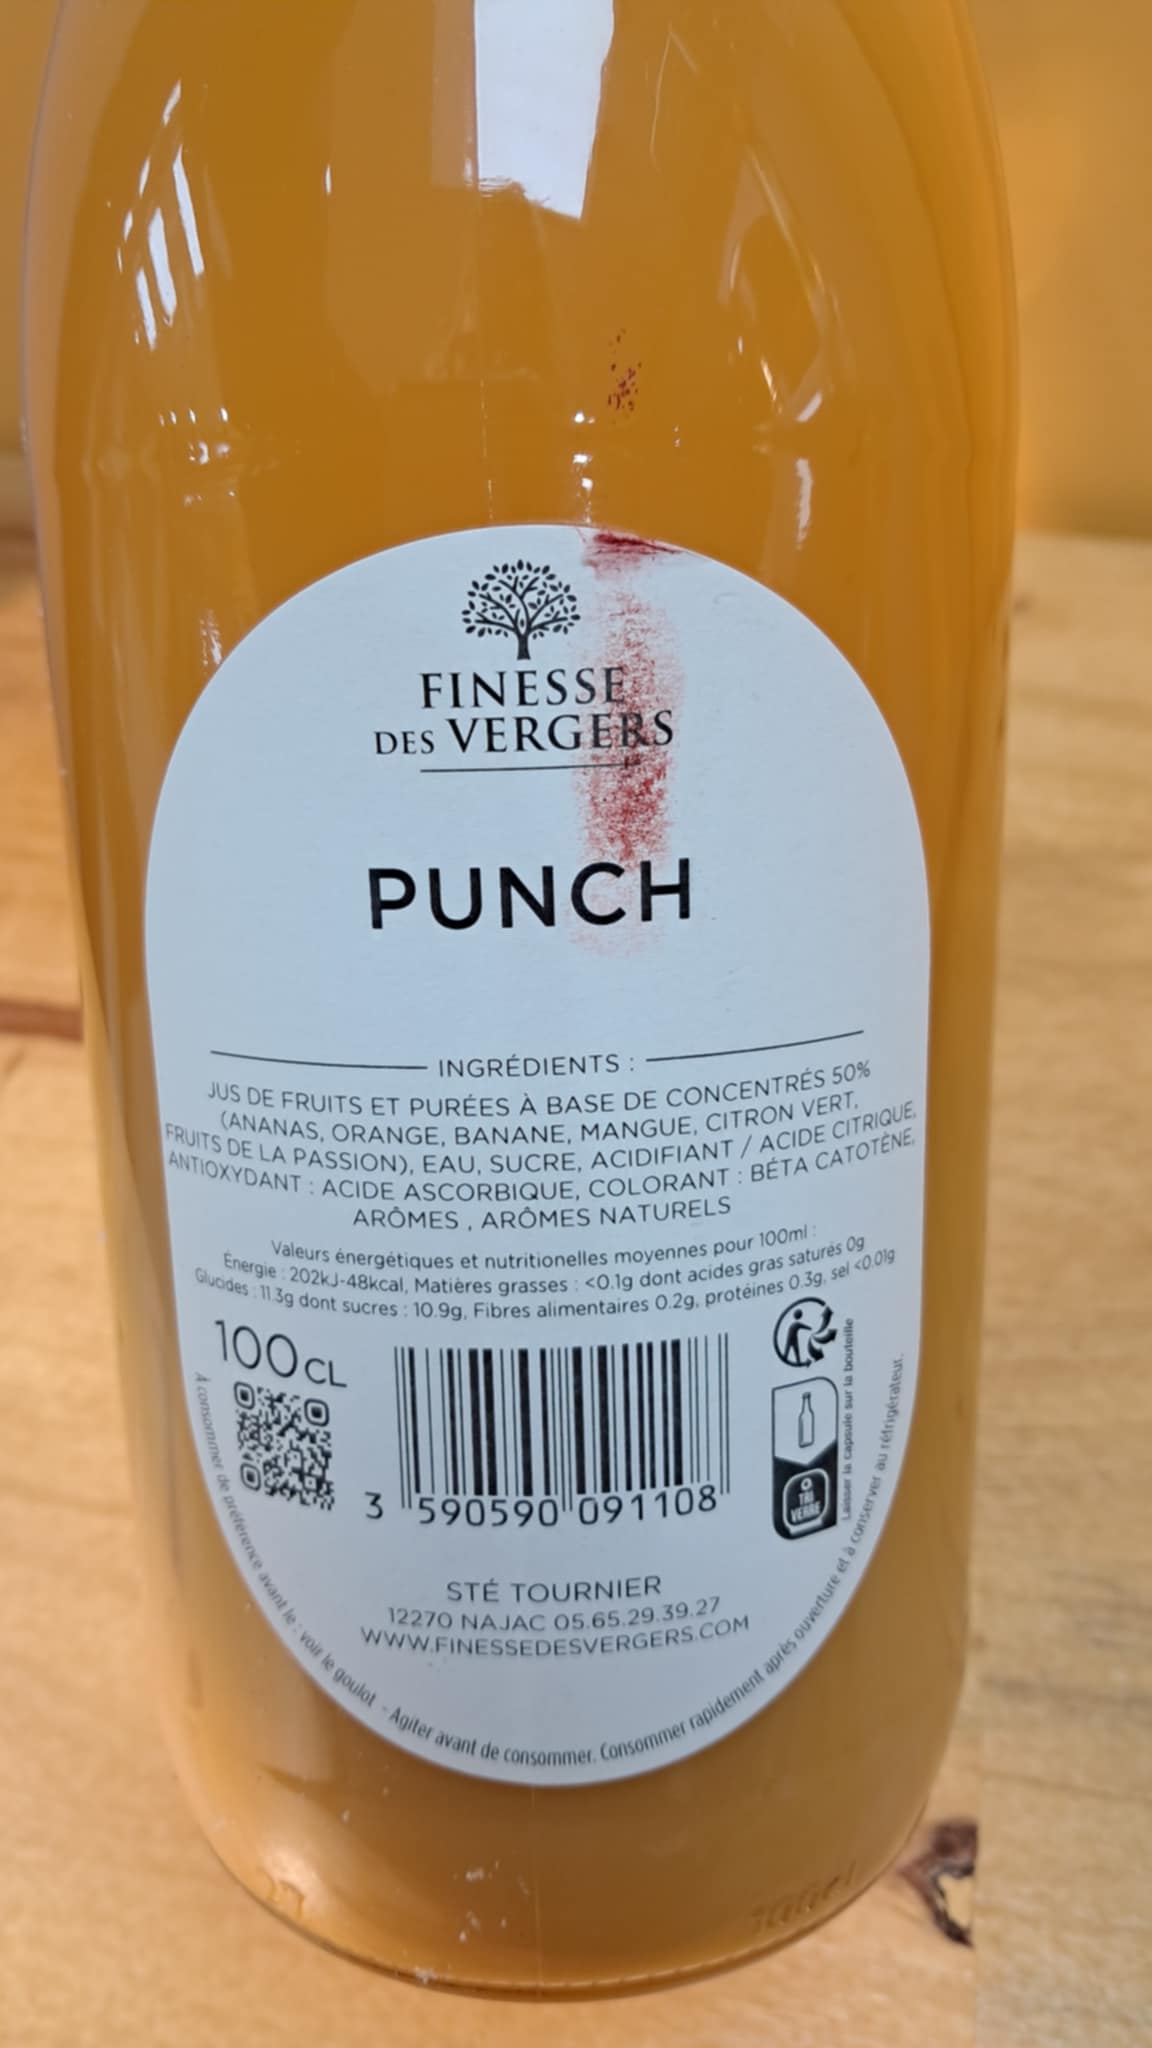 FINESSE
DES VERGERS
PUNCH
INGRÉDIENTS :
JUS DE FRUITS ET PURÉES À BASE DE CONCENTRÉS 50%
(ANANAS, ORANGE, BANANE, MANGUE, CITRON VERT,
FRUITS DE LA PASSION), EAU, SUCRE, ACIDIFIANT / ACIDE CITRIQUE,
ANTIOXYDANT : ACIDE ASCORBIQUE, COLORANT : BÉTA CATOTÈNE,
ARÔMES , ARÔMES NATURELS
Valeurs énergétiques et nutritionelles moyennes pour 100ml :
Énergie : 202kJ-48kcal, Matières grasses : <0.1g dont acides gras saturés 0g
Glucides : 11.3g dont sucres : 10.9g, Fibres alimentaires 0.2g, protéines 0.3g, sel <0.01g
100CL
3 590590 091108
TRI
VERRE
Laisser la capsule sur la bouteille
STÉ TOURNIER
12270 NAJAC 05.65.29.39.27
WWW.FINESSEDESVERGERS.COM
À consommer de préférence avant le : voir le goulot - Agiter avant de consommer. Consommer rapidement après ouverture et à conserver au réfrigérateur.